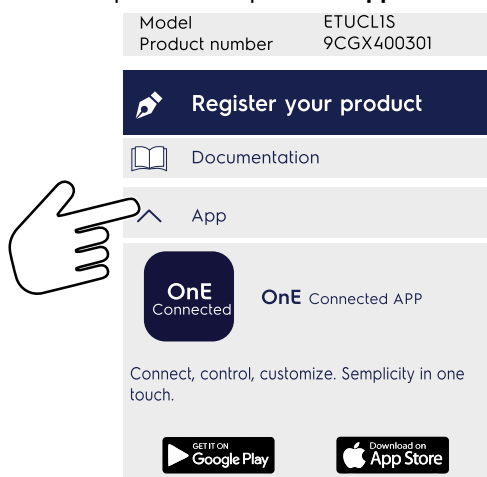 Model ETUCL1S
Product number 9CGX400301
Register your product
Documentation
App
OnE
Connected
OnE Connected APP
Connect, control, customize. Semplicity in one
touch.
GET IT ON
Google Play
Download on
App Store